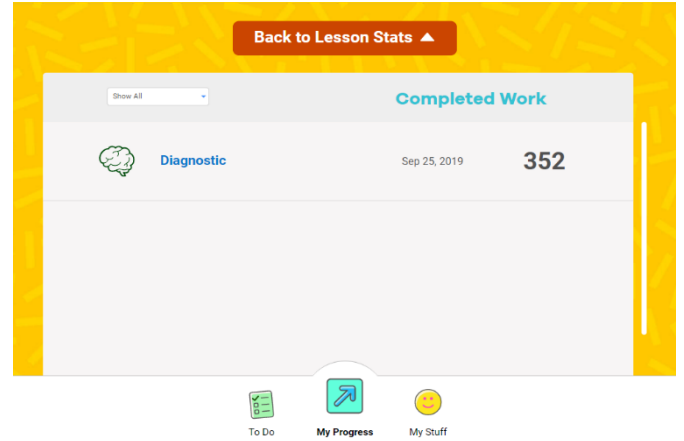 Back to Lesson Stats
Show All
Completed Work
Diagnostic
Sep 25, 2019
352
To Do
My Progress
My Stuff